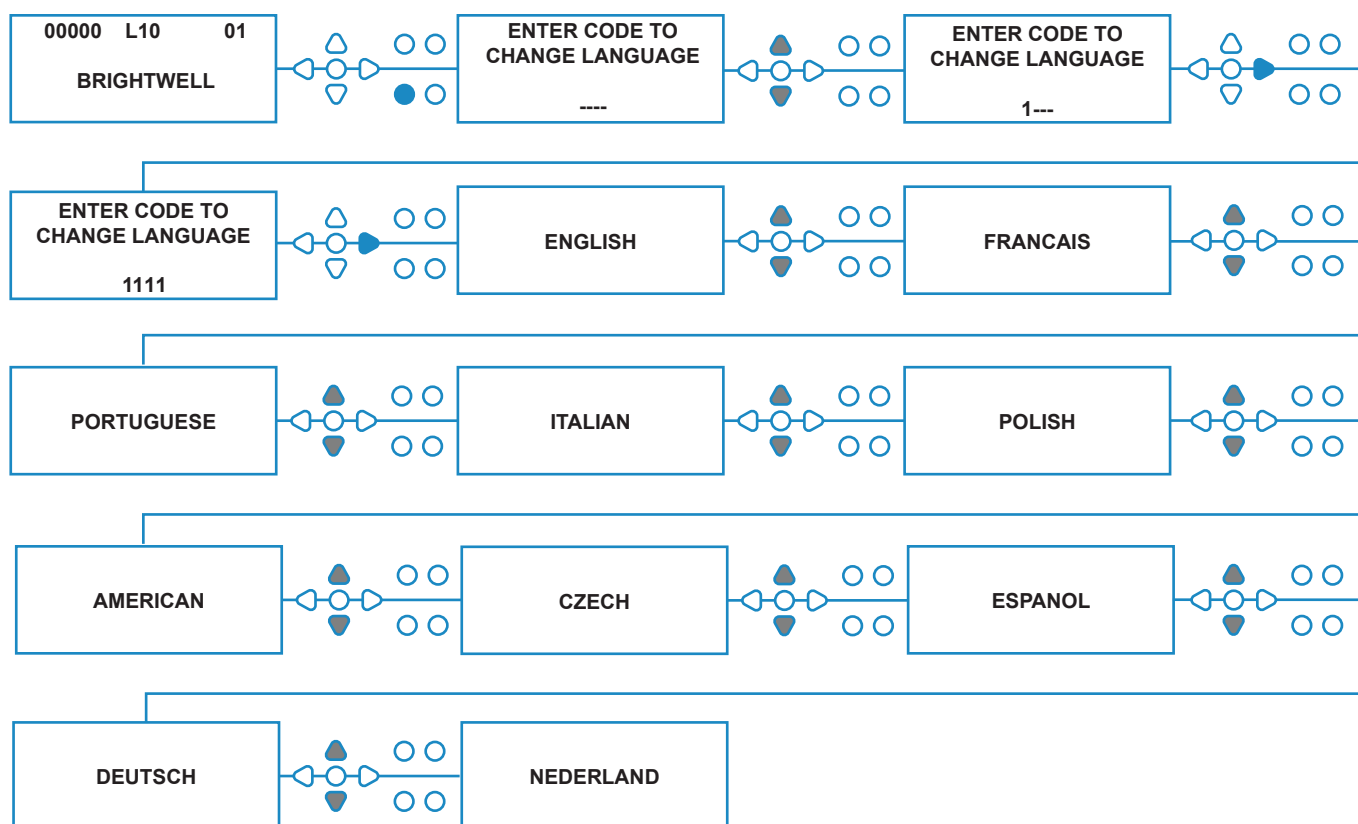 00000 L10 01
BRIGHTWELL
ENTER CODE TO
CHANGE LANGUAGE
----
ENTER CODE TO
CHANGE LANGUAGE
1---
ENTER CODE TO
CHANGE LANGUAGE
1111
ENGLISH
FRANCAIS
PORTUGUESE
ITALIAN
POLISH
AMERICAN
CZECH
ESPANOL
DEUTSCH
NEDERLAND